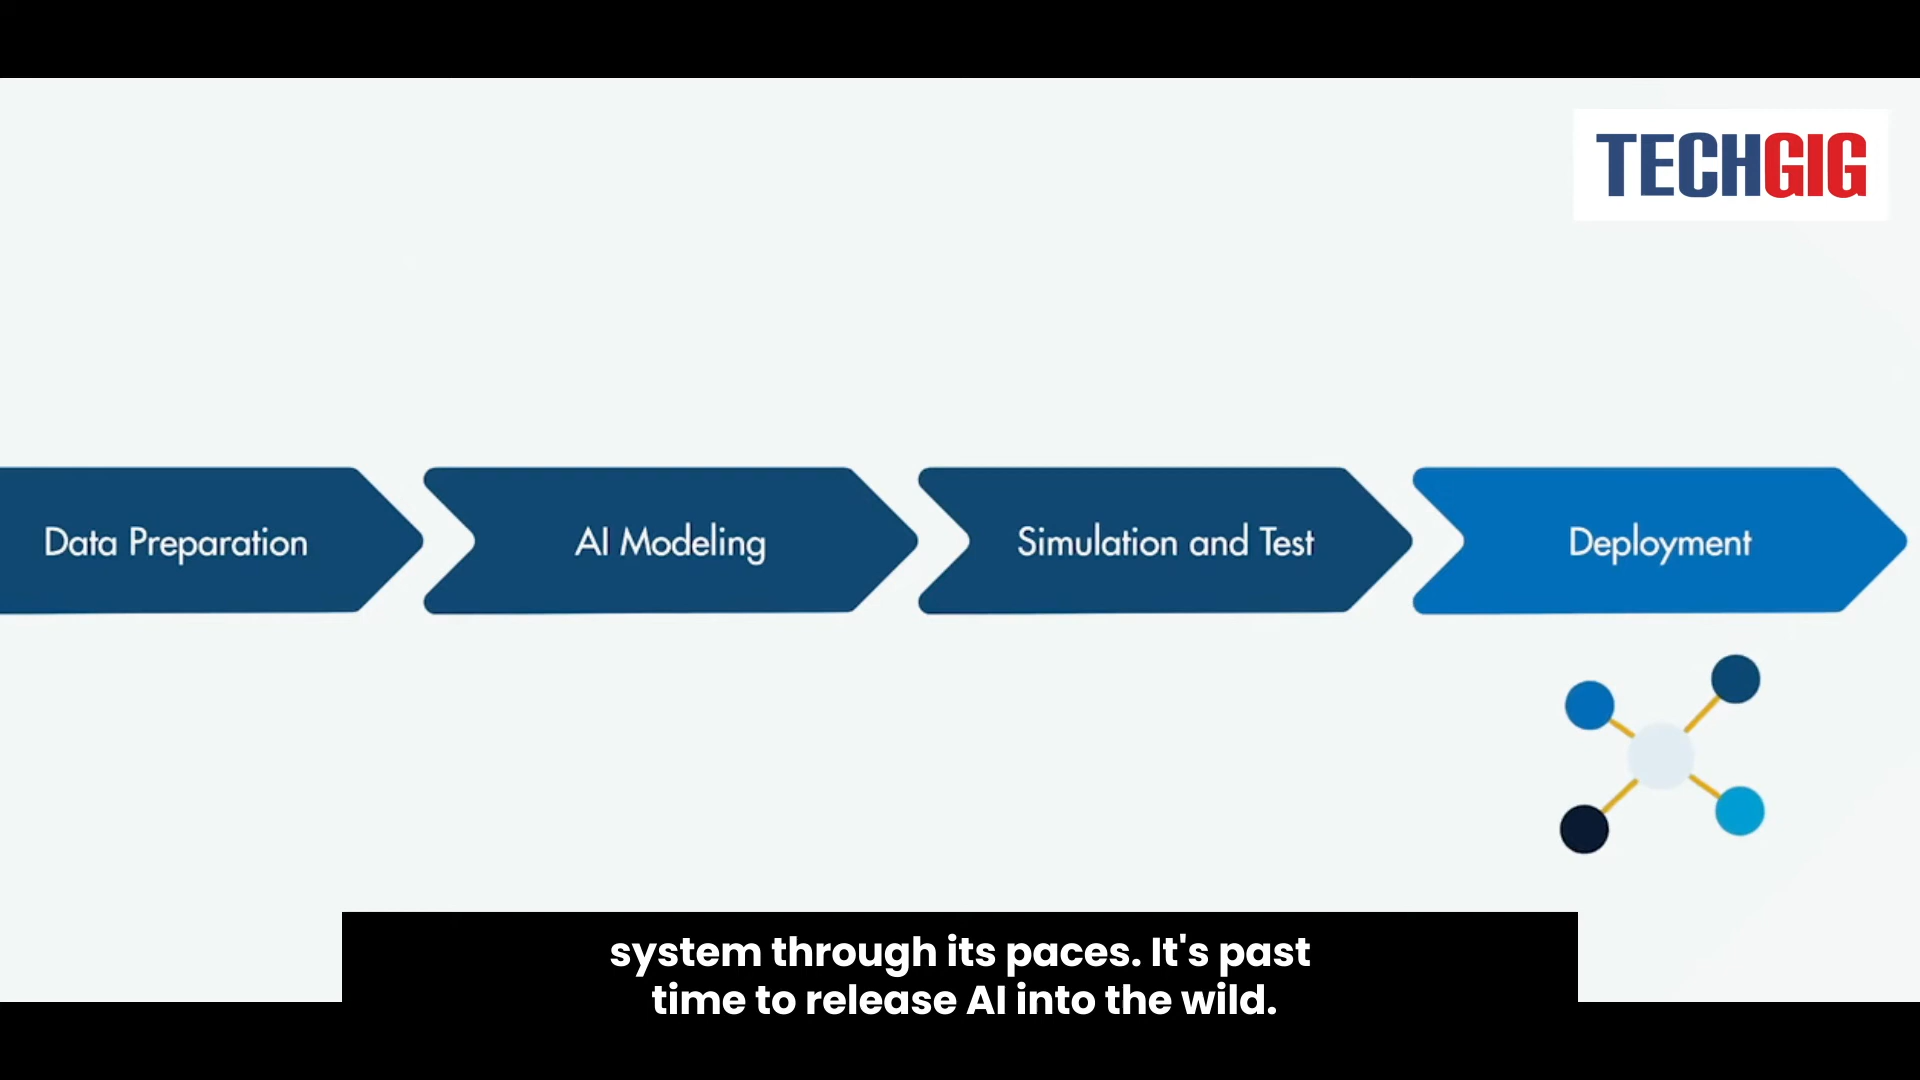 TECHGIG
Data Preparation
AI Modeling
Simulation and Test
Deployment
system through its paces. It's past
time to release AI into the wild.